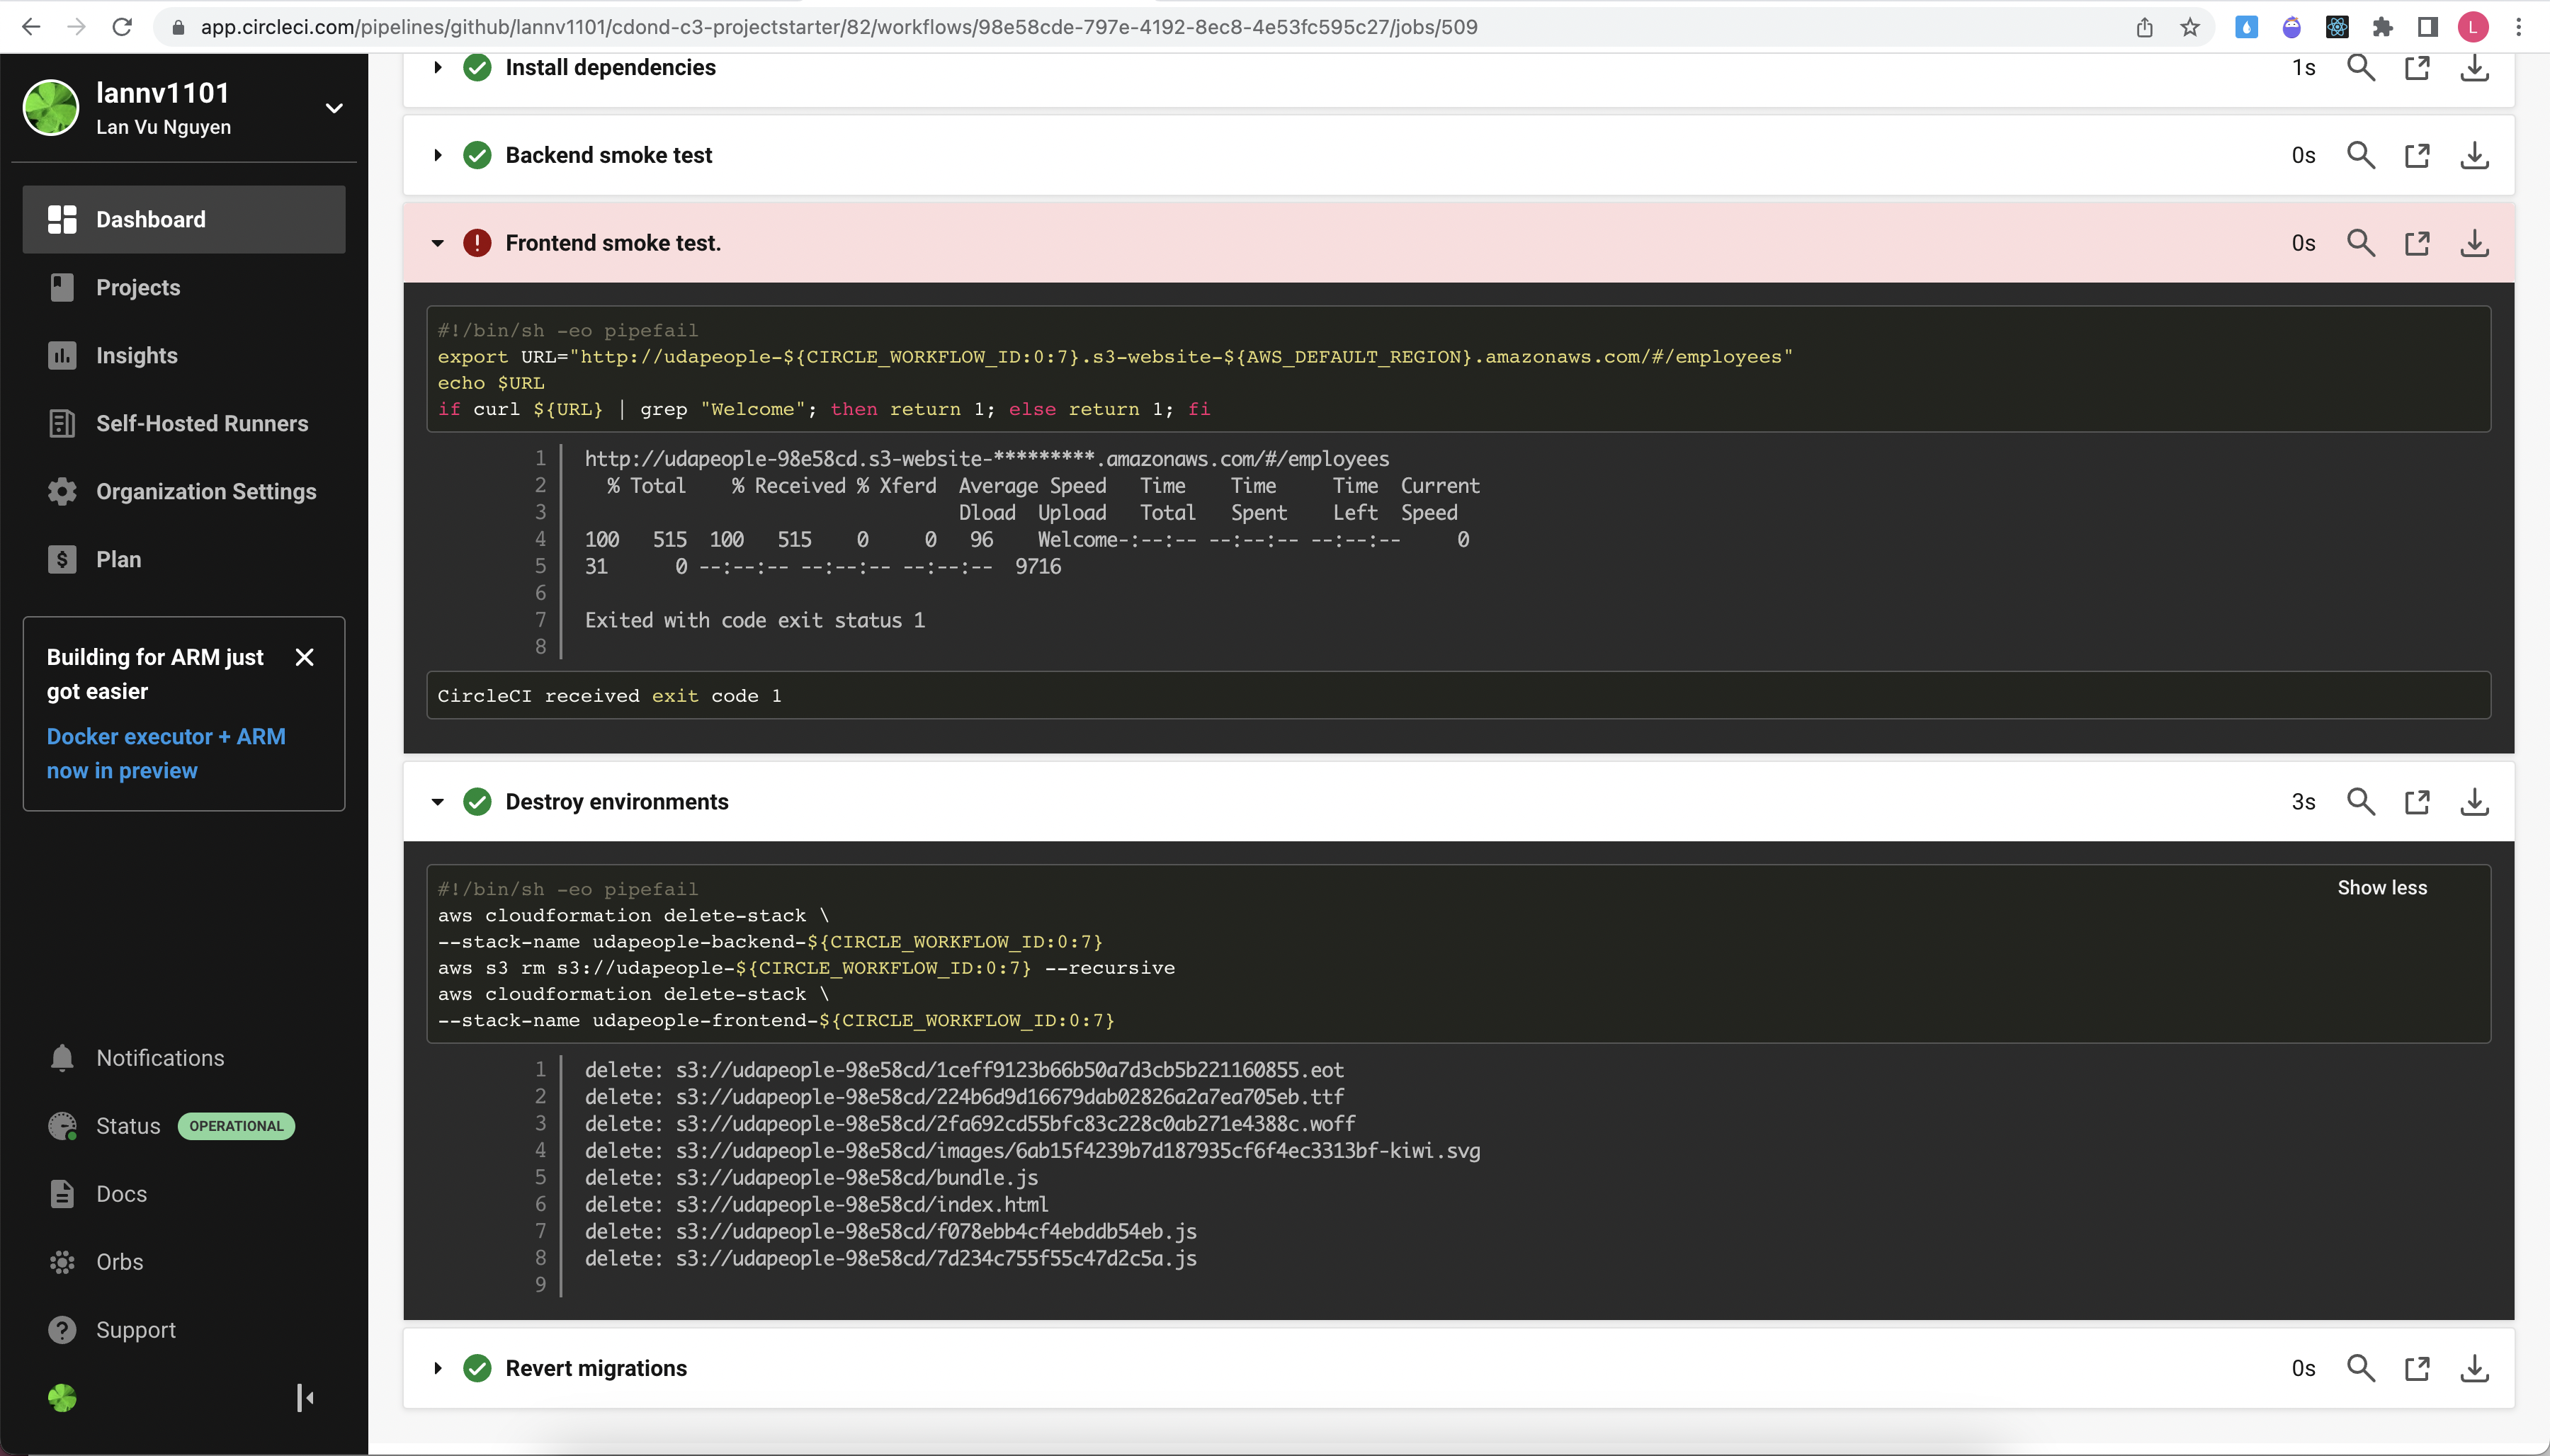 app.circleci.com/pipelines/github/lannv1101/cdond-c3-projectstarter/82/workflows/98e58cde-797e-4192-8ec8-4e53fc595c27/jobs/509
L
lannv1101
Lan Vu Nguyen
Dashboard
Projects
Insights
Self-Hosted Runners
Organization Settings
Plan
Building for ARM just
got easier
Docker executor + ARM
now in preview
Notifications
Status OPERATIONAL
Docs
Orbs
Support
Install dependencies 1s
Backend smoke test 0s
Frontend smoke test. 0s
#!/bin/sh -eo pipefail
export URL="http://udapeople-${CIRCLE_WORKFLOW_ID:0:7}.s3-website-${AWS_DEFAULT_REGION}.amazonaws.com/#/employees"
echo $URL
if curl ${URL} | grep "Welcome"; then return 1; else return 1; fi
1 http://udapeople-98e58cd.s3-website-*********.amazonaws.com/#/employees
2 % Total % Received % Xferd Average Speed Time Time Time Current
3 Dload Upload Total Spent Left Speed
4 100 515 100 515 0 0 96 Welcome-:--:-- --:--:-- --:--:-- 0
5 31 0 --:--:-- --:--:-- --:--:-- 9716
6
7 Exited with code exit status 1
8
CircleCI received exit code 1
Destroy environments 3s
#!/bin/sh -eo pipefail
Show less
aws cloudformation delete-stack \
--stack-name udapeople-backend-${CIRCLE_WORKFLOW_ID:0:7}
aws s3 rm s3://udapeople-${CIRCLE_WORKFLOW_ID:0:7} --recursive
aws cloudformation delete-stack \
--stack-name udapeople-frontend-${CIRCLE_WORKFLOW_ID:0:7}
1 delete: s3://udapeople-98e58cd/1ceff9123b66b50a7d3cb5b221160855.eot
2 delete: s3://udapeople-98e58cd/224b6d9d16679dab02826a2a7ea705eb.ttf
3 delete: s3://udapeople-98e58cd/2fa692cd55bfc83c228c0ab271e4388c.woff
4 delete: s3://udapeople-98e58cd/images/6ab15f4239b7d187935cf6f4ec3313bf-kiwi.svg
5 delete: s3://udapeople-98e58cd/bundle.js
6 delete: s3://udapeople-98e58cd/index.html
7 delete: s3://udapeople-98e58cd/f078ebb4cf4ebddb54eb.js
8 delete: s3://udapeople-98e58cd/7d234c755f55c47d2c5a.js
9
Revert migrations 0s